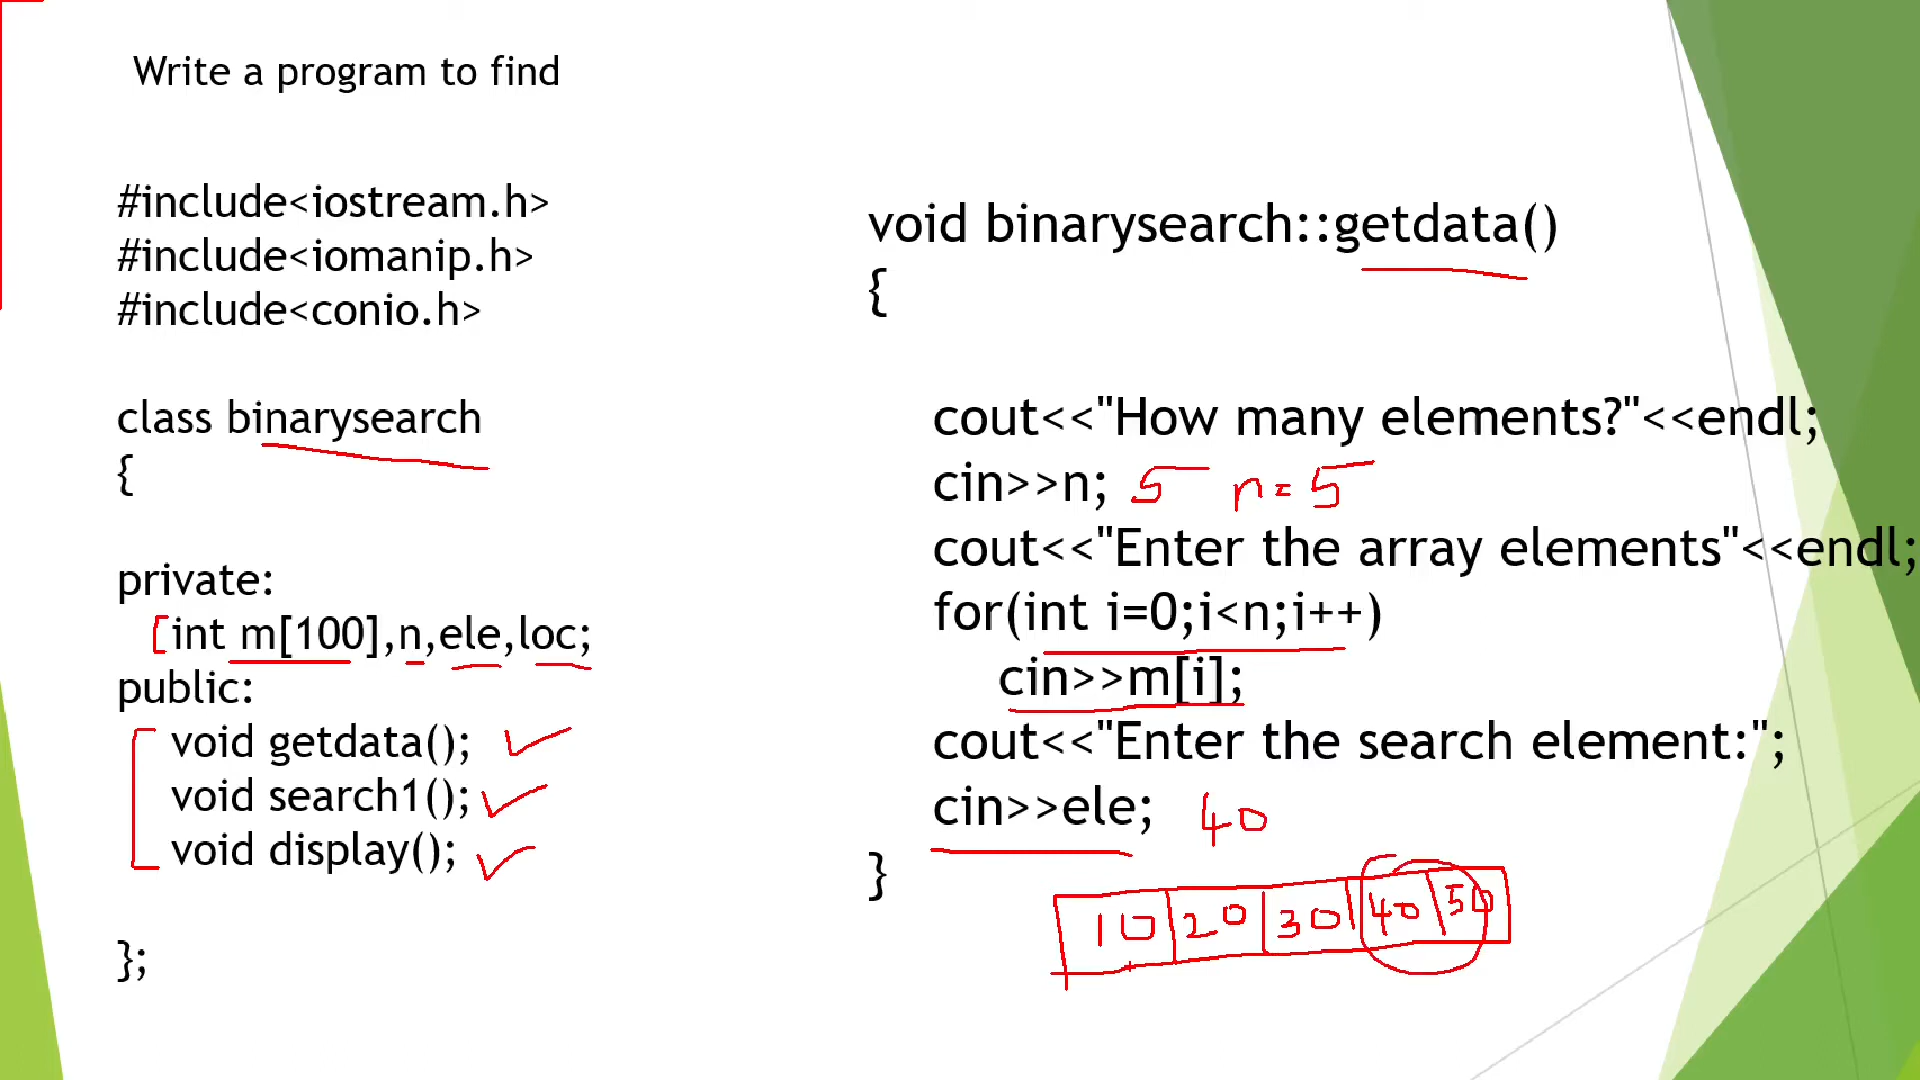 Write a program to find
#include<iostream.h>
#include<iomanip.h>
#include<conio.h>
class binarysearch
{
private:
[int m[100],n,ele,loc;
public:
void getdata();
void search1();
void display();
};
void binarysearch::getdata()
{
cout<<"How many elements?"<<endl;
cin>>n; 5 n=5
cout<<"Enter the array elements"<<endl;
for(int i=0;i<n;i++)
cin>>m[i];
cout<<"Enter the search element:";
cin>>ele; 40
}
10 20 30 40 50